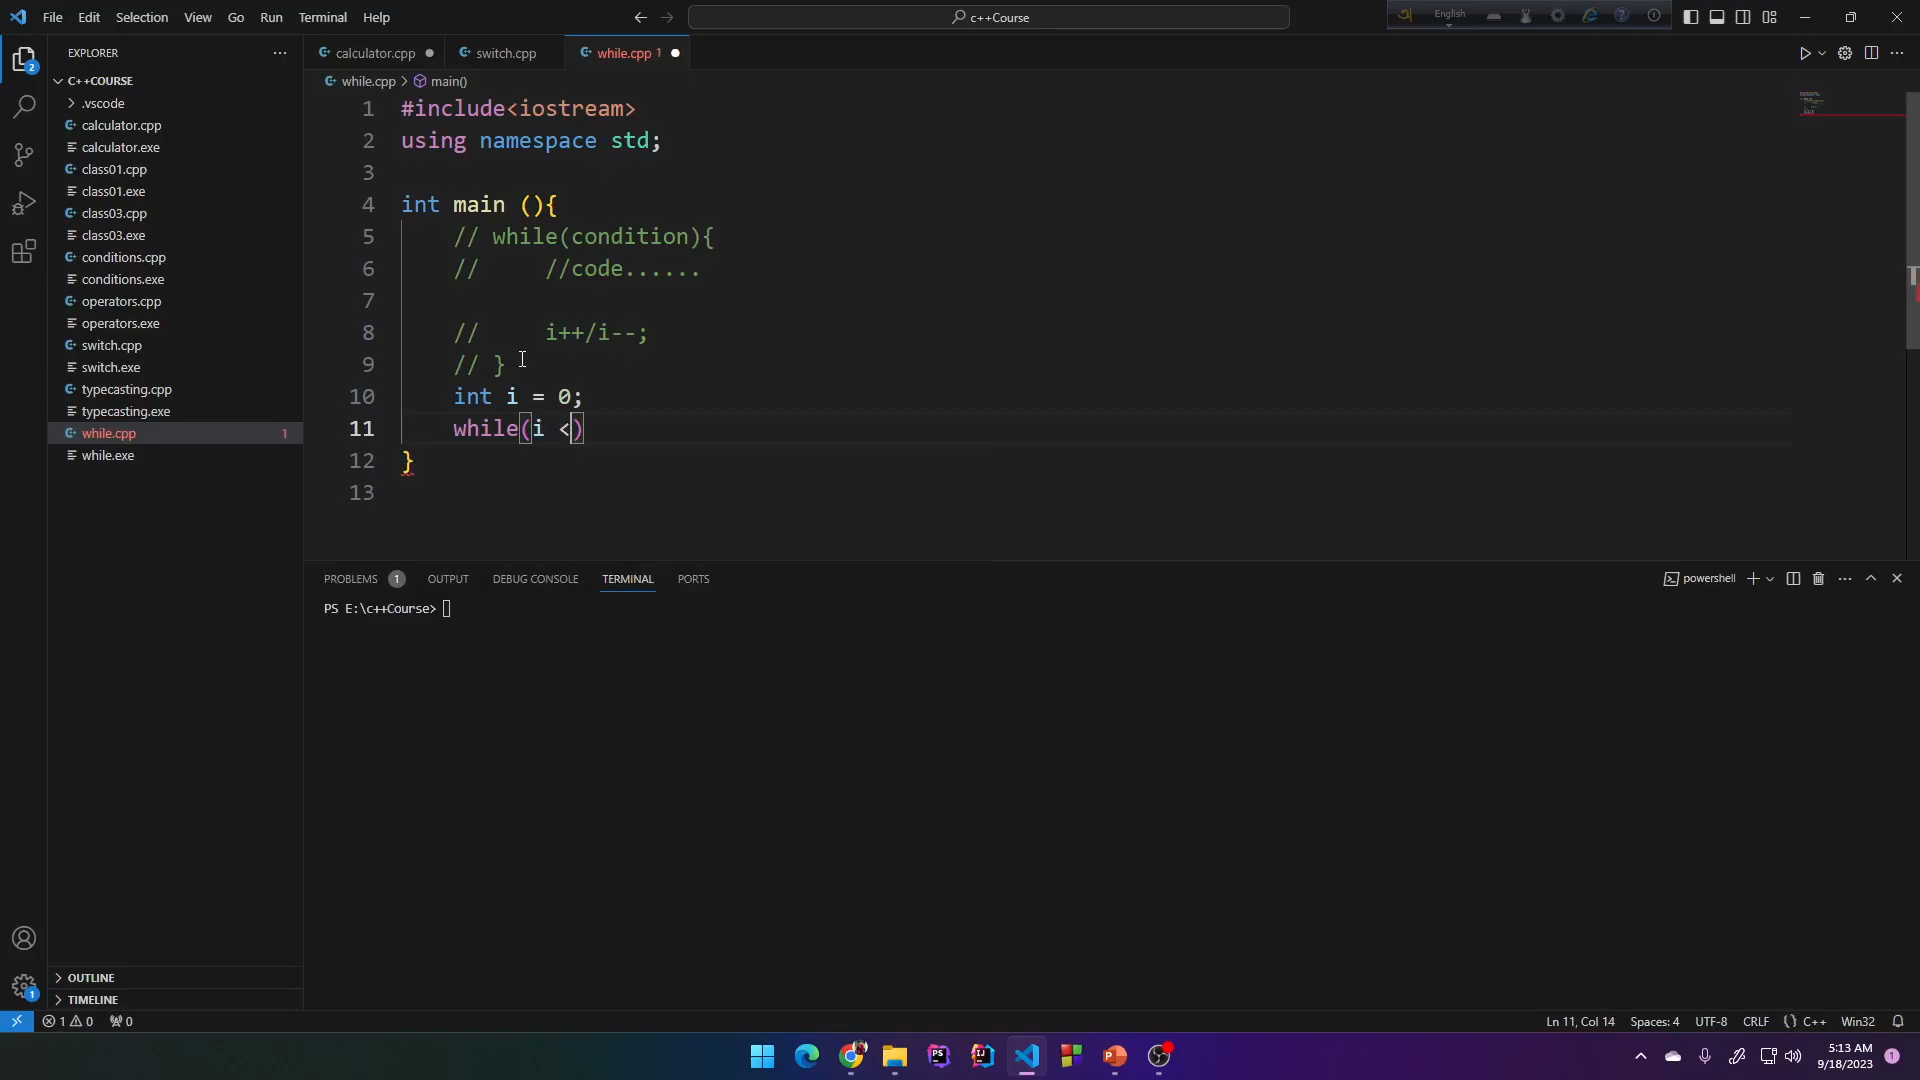 File Edit Selection View Go Run Terminal Help
c++Course
English
EXPLORER
calculator.cpp
switch.cpp
while.cpp 1
while.cpp > main()
C++COURSE
.vscode
calculator.cpp
calculator.exe
class01.cpp
class01.exe
class03.cpp
class03.exe
conditions.cpp
conditions.exe
operators.cpp
operators.exe
switch.cpp
switch.exe
typecasting.cpp
typecasting.exe
while.cpp 1
while.exe
OUTLINE
TIMELINE
1 #include<iostream>
2 using namespace std;
3
4 int main (){
5 // while(condition){
6 // //code......
7
8 // i++/i--;
9 // }
10 int i = 0;
11 while(i <)
12 }
13
PROBLEMS 1 OUTPUT DEBUG CONSOLE TERMINAL PORTS
powershell
PS E:\c++Course>
2
1
1 0 0
Ln 11, Col 14 Spaces: 4 UTF-8 CRLF {} C++ Win32
5:13 AM
9/18/2023
1